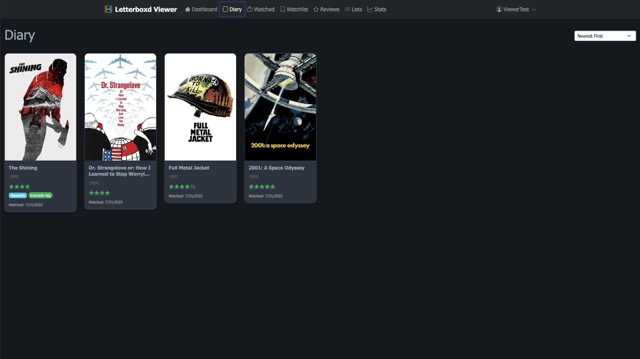 Letterboxd Viewer
Dashboard
Diary
Watched
Watchlist
Reviews
Lists
Stats
ViewerTest
Diary
Newest First
THE SHINING
Dr. Strangelove
BORN TO KILL
FULL METAL JACKET
2001: a space odyssey
The Shining
1980
★★★★
example tag
Watched: 7/31/2025
Dr. Strangelove or: How I
Learned to Stop Worryi...
1964
★★★★
Watched: 7/31/2025
Full Metal Jacket
1987
★★★★½
Watched: 7/31/2025
2001: A Space Odyssey
1968
★★★★★
Watched: 7/31/2025